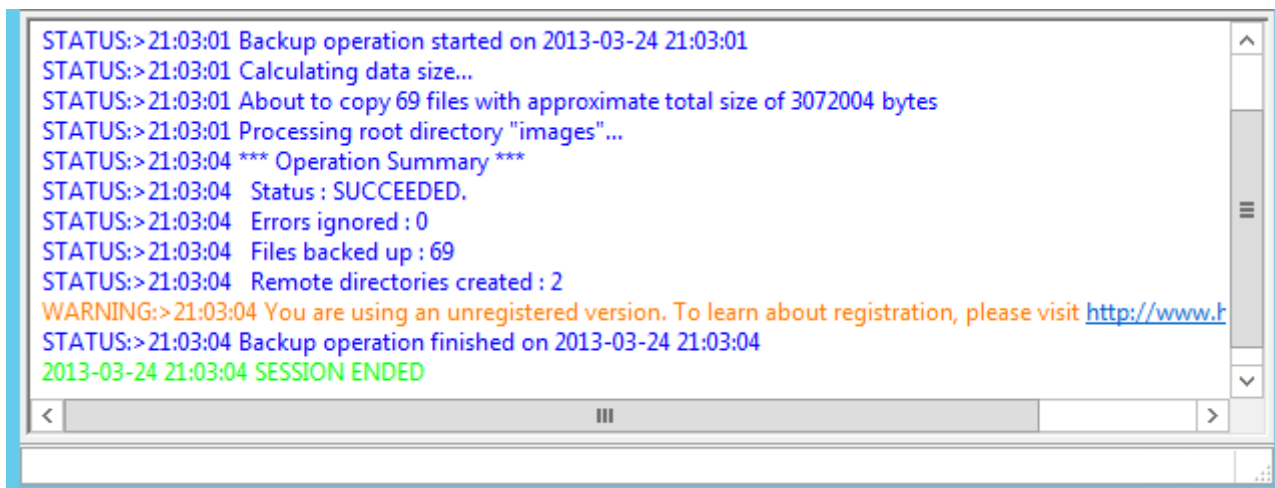 STATUS:>21:03:01 Backup operation started on 2013-03-24 21:03:01
STATUS:>21:03:01 Calculating data size...
STATUS:>21:03:01 About to copy 69 files with approximate total size of 3072004 bytes
STATUS:>21:03:01 Processing root directory "images"...
STATUS:>21:03:04 *** Operation Summary ***
STATUS:>21:03:04   Status : SUCCEEDED.
STATUS:>21:03:04   Errors ignored : 0
STATUS:>21:03:04   Files backed up : 69
STATUS:>21:03:04   Remote directories created : 2
WARNING:>21:03:04 You are using an unregistered version. To learn about registration, please visit http://www.h
STATUS:>21:03:04 Backup operation finished on 2013-03-24 21:03:04
2013-03-24 21:03:04 SESSION ENDED